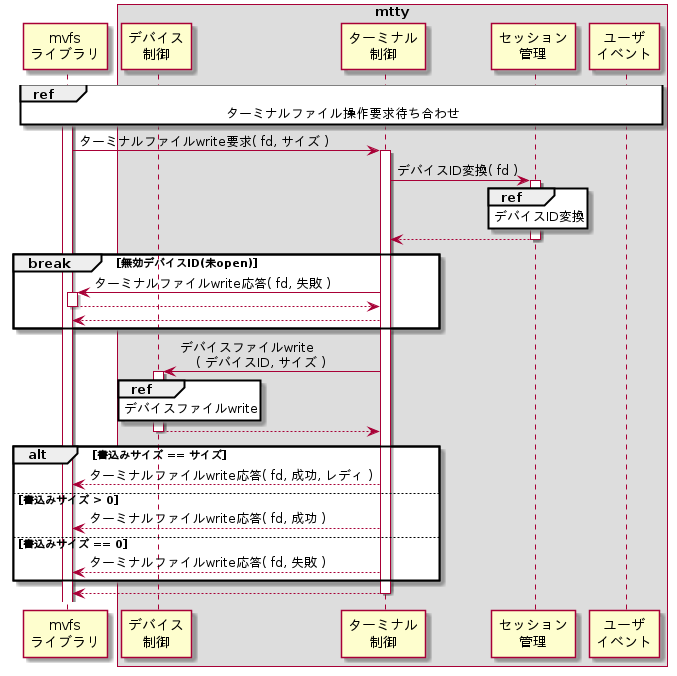 mtty
mvfs
ライブラリ
デバイス
制御
ターミナル
制御
セッション
管理
ユーザ
イベント
ref
ターミナルファイル操作要求待ち合わせ
ターミナルファイルwrite要求( fd, サイズ )
デバイスID変換( fd )
ref
デバイスID変換
break
[無効デバイスID(未open)]
ターミナルファイルwrite応答( fd, 失敗 )
デバイスファイルwrite
( デバイスID, サイズ )
ref
デバイスファイルwrite
alt
[書込みサイズ == サイズ]
ターミナルファイルwrite応答( fd, 成功, レディ )
[書込みサイズ > 0]
ターミナルファイルwrite応答( fd, 成功 )
[書込みサイズ == 0]
ターミナルファイルwrite応答( fd, 失敗 )
mvfs
ライブラリ
デバイス
制御
ターミナル
制御
セッション
管理
ユーザ
イベント